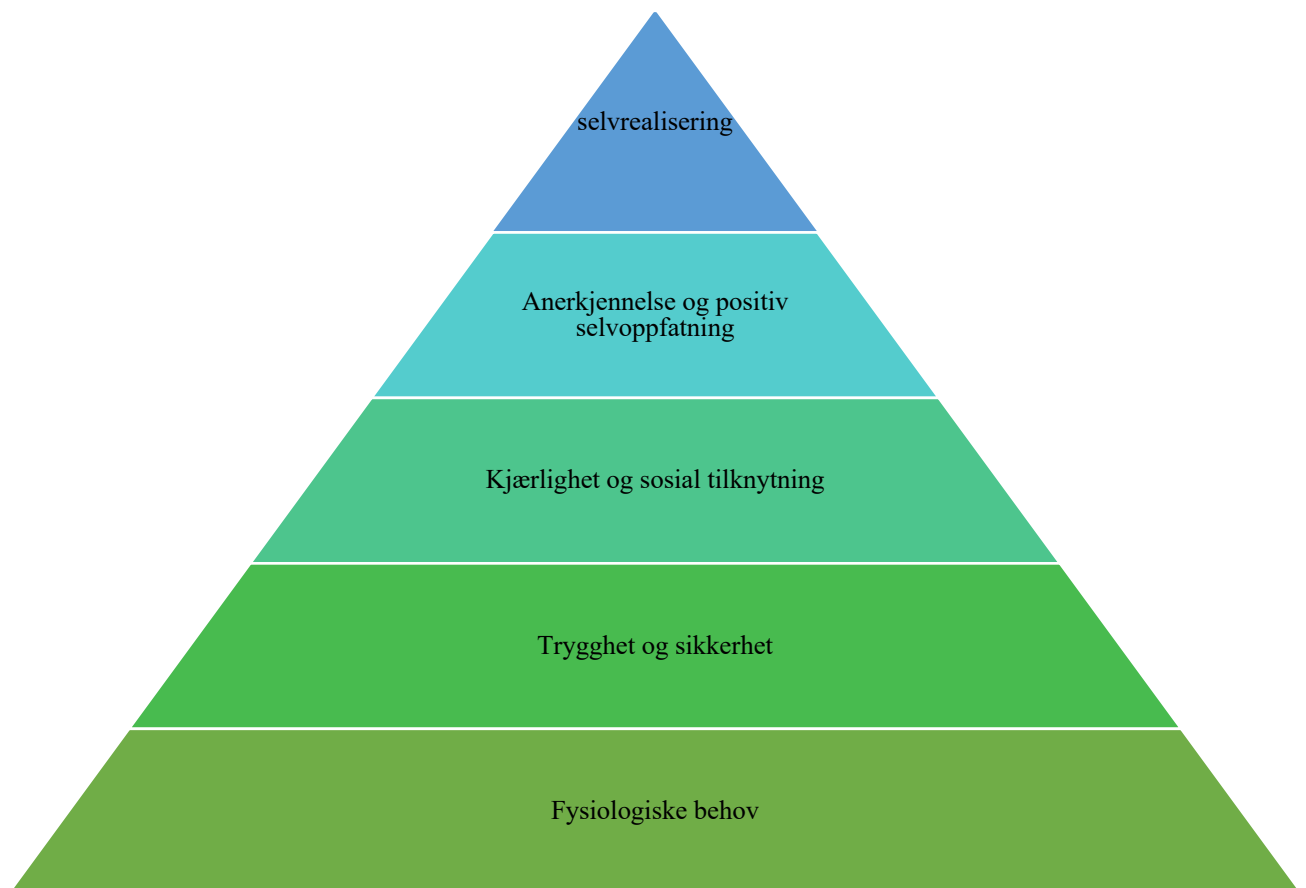 selvrealisering
Anerkjennelse og positiv
selvoppfatning
Kjærlighet og sosial tilknytning
Trygghet og sikkerhet
Fysiologiske behov